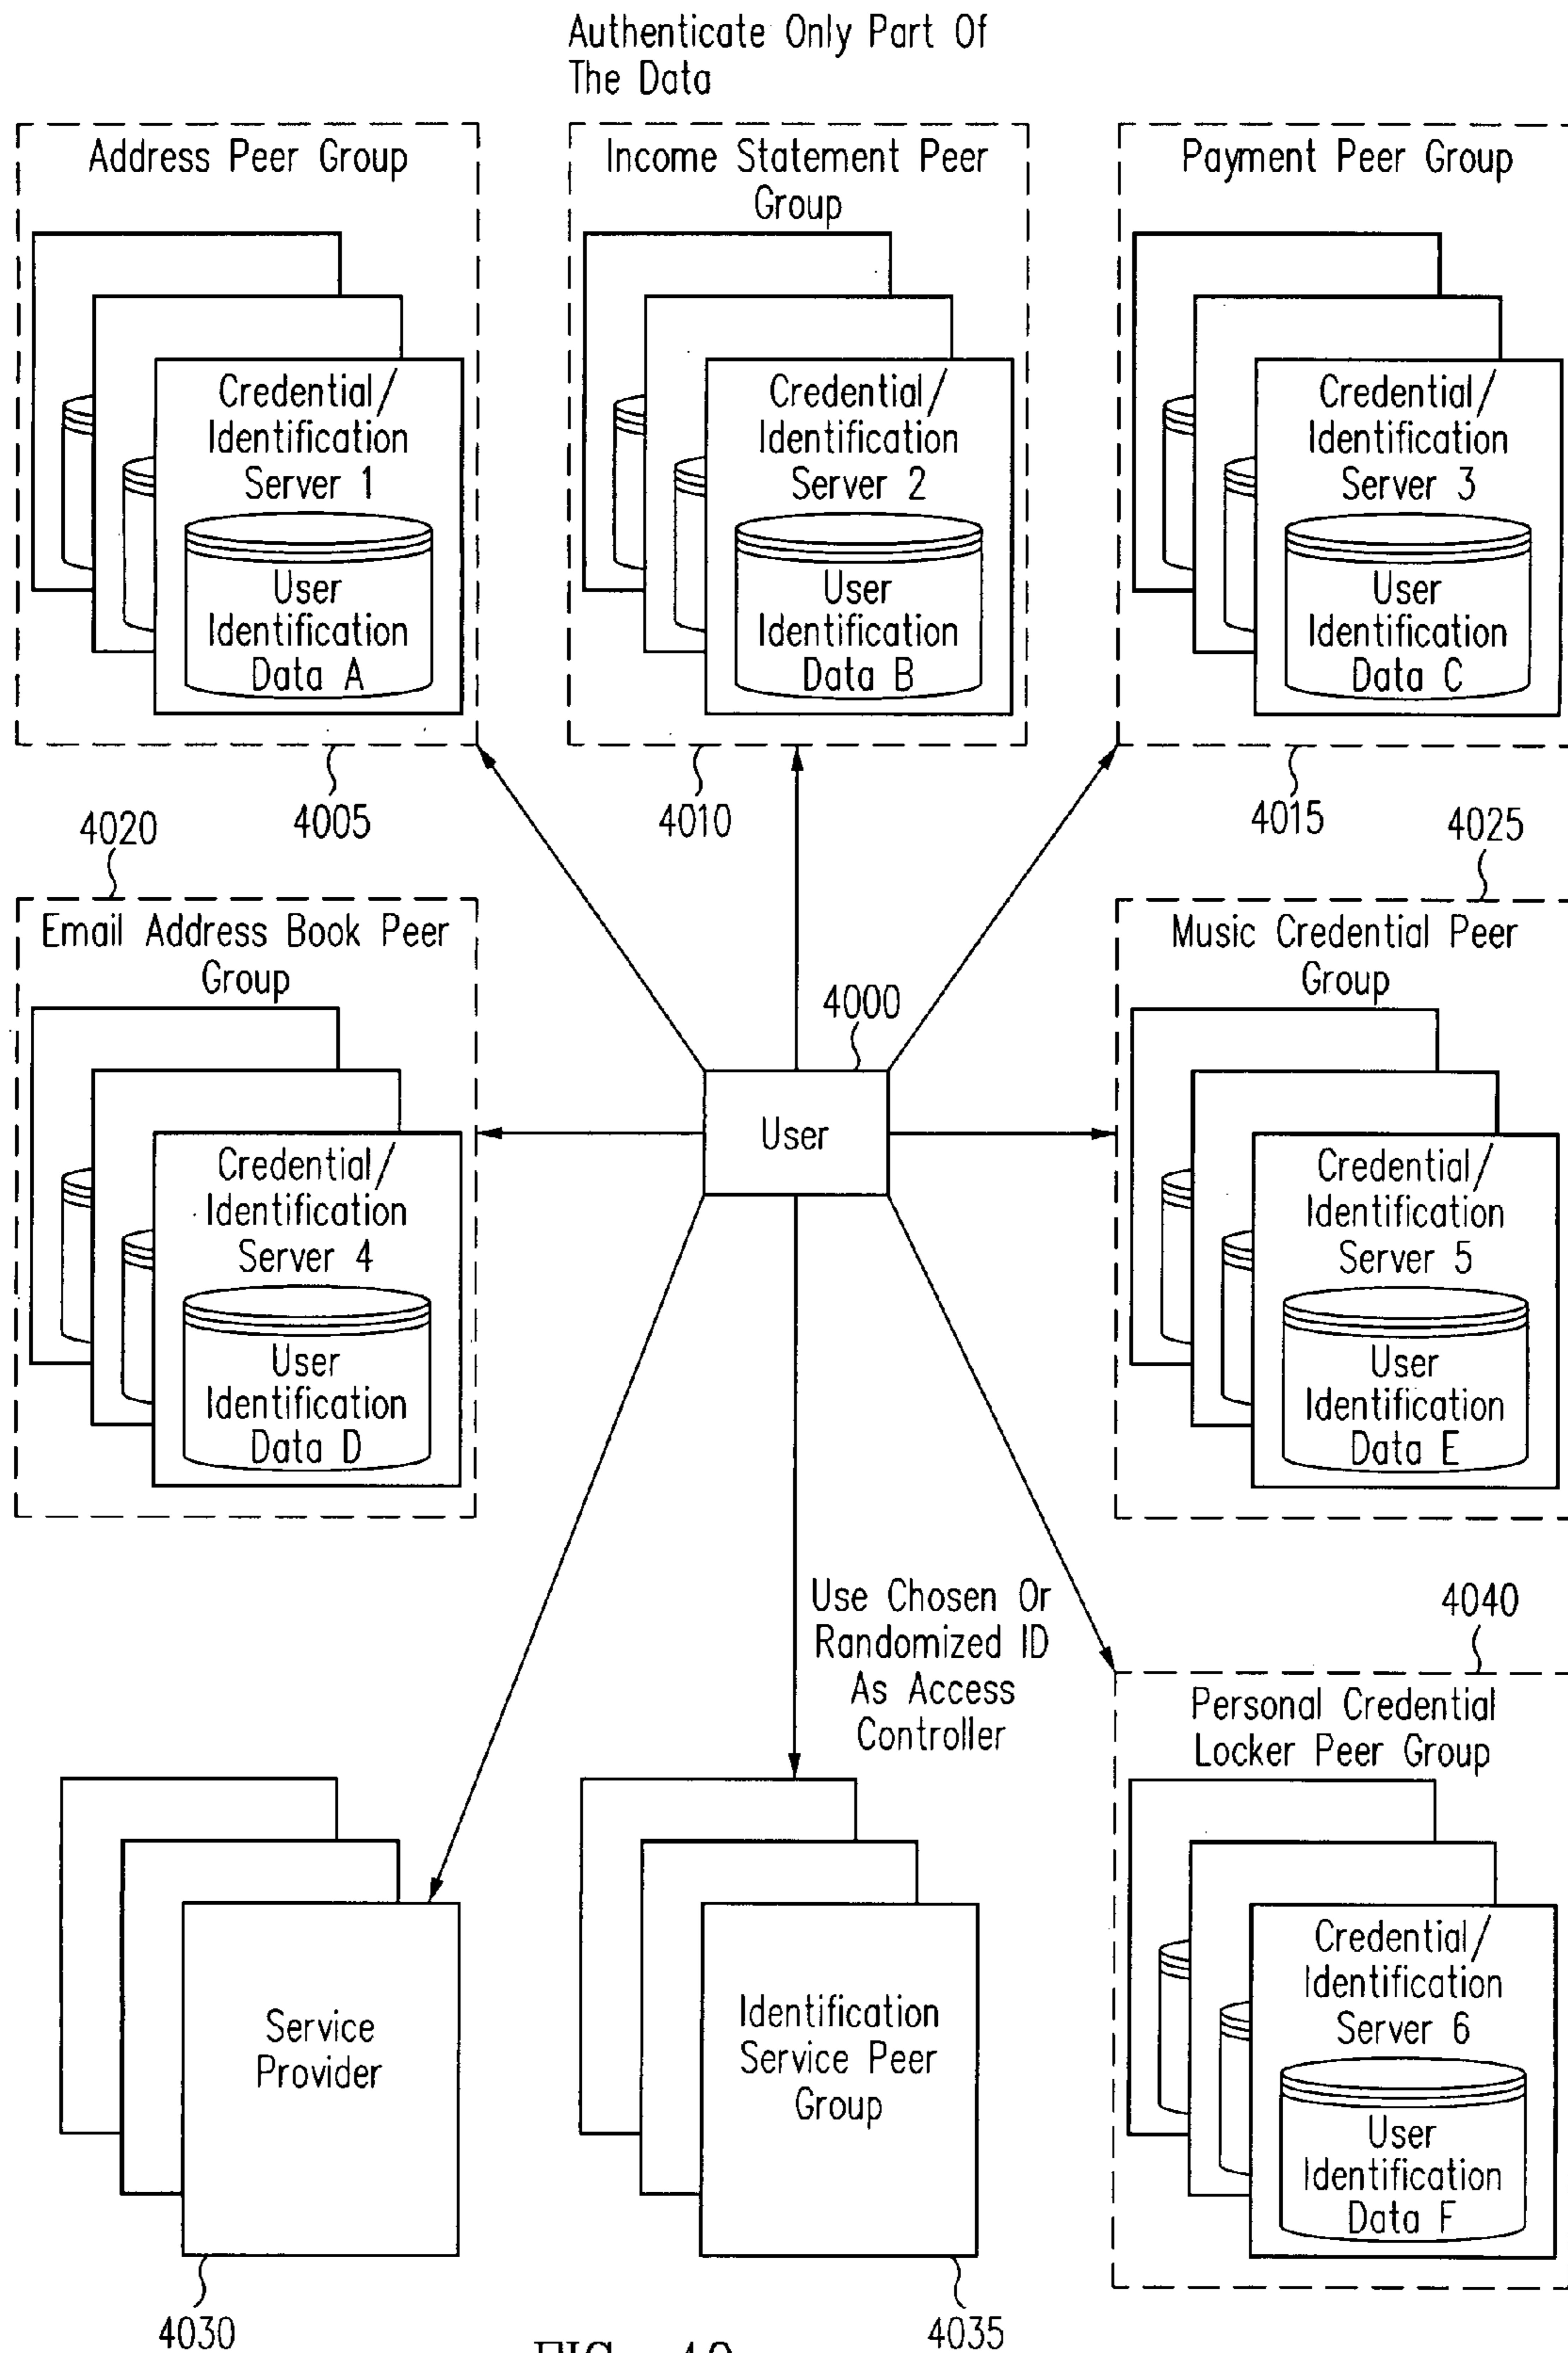 Authenticate Only Part Of
The Data
Address Peer Group
Credential/
Identification
Server 1
User
Identification
Data A
4005
Income Statement Peer
Group
Credential/
Identification
Server 2
User
Identification
Data B
4010
Payment Peer Group
Credential/
Identification
Server 3
User
Identification
Data C
4015
4020
Email Address Book Peer
Group
Credential/
Identification
Server 4
User
Identification
Data D
4000
User
4025
Music Credential Peer
Group
Credential/
Identification
Server 5
User
Identification
Data E
Use Chosen Or
Randomized ID
As Access
Controller
4040
Personal Credential
Locker Peer Group
Credential/
Identification
Server 6
User
Identification
Data F
Service
Provider
4030
Identification
Service Peer
Group
4035